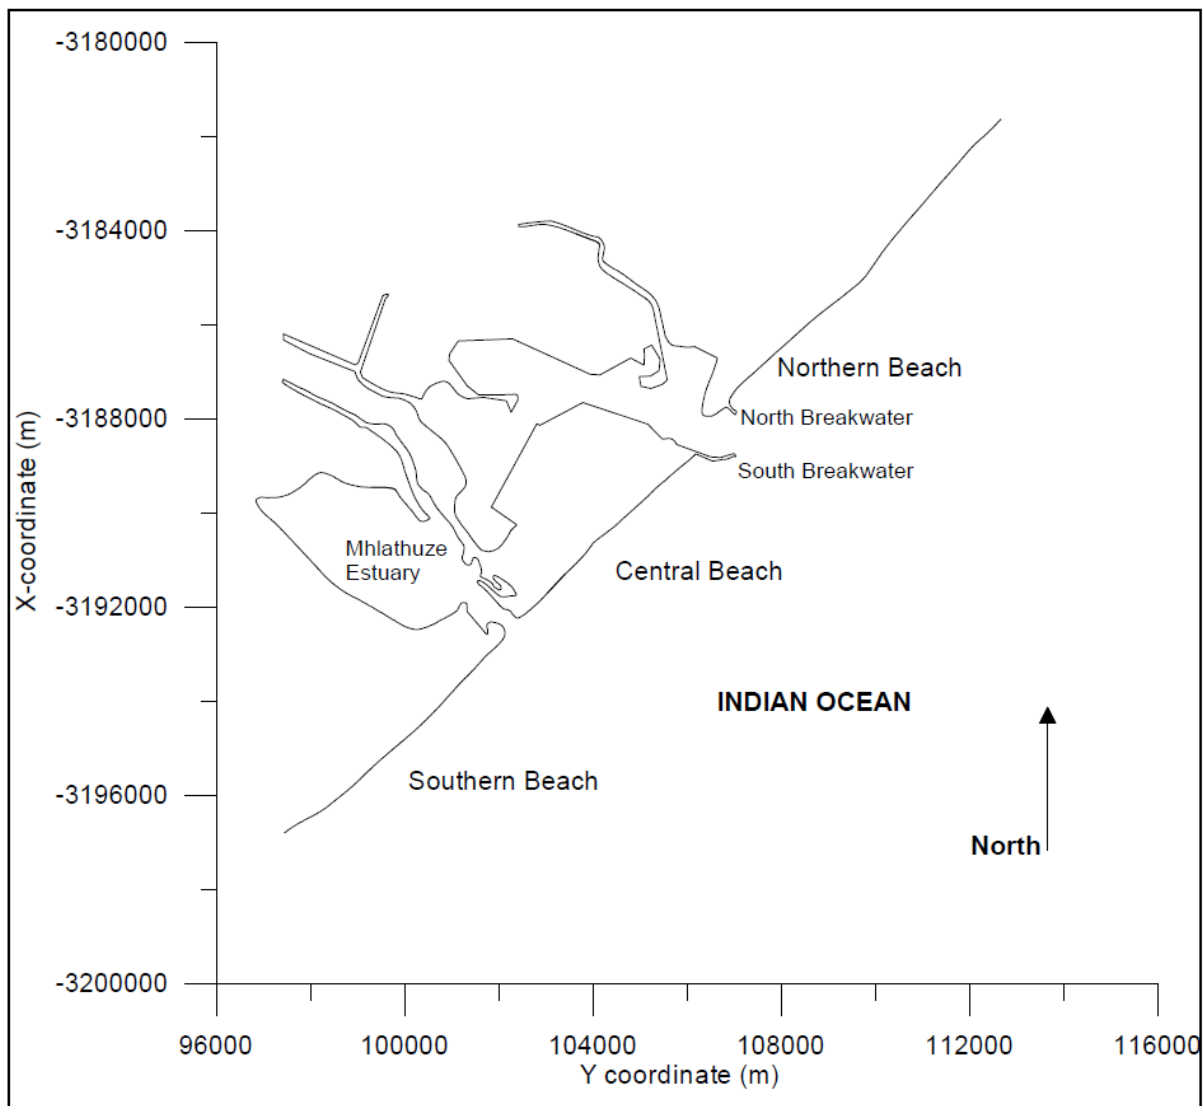 -3180000
-3184000
-3188000
-3192000
-3196000
-3200000
X-coordinate (m)
Northern Beach
North Breakwater
South Breakwater
Mhlathuze
Estuary
Central Beach
INDIAN OCEAN
Southern Beach
North
96000
100000
104000
108000
112000
116000
Y coordinate (m)